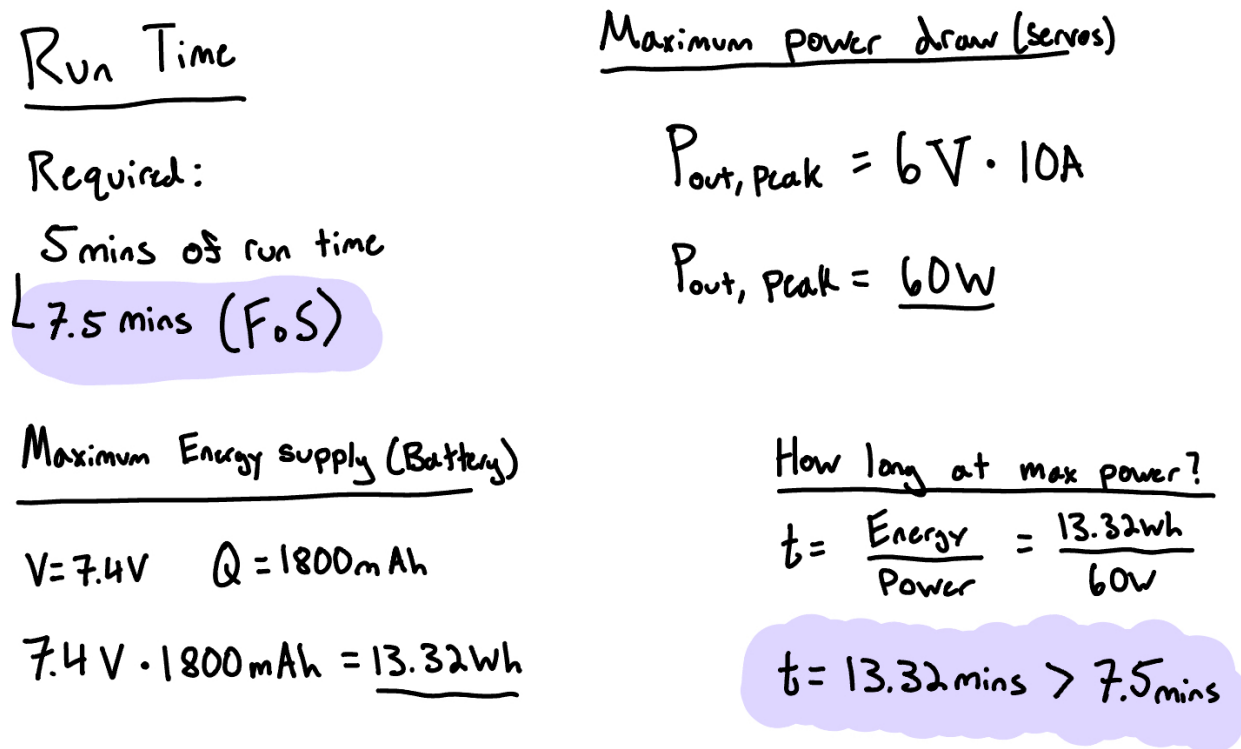 Run Time
Required:
5 mins of run time
7.5 mins (FoS)
Maximum power draw (servos)
Pout, peak = 6V · 10A
Pout, peak = 60W
Maximum Energy supply (Battery)
V = 7.4V Q = 1800mAh
7.4V · 1800mAh = 13.32Wh
How long at max power?
t = Energy / Power = 13.32Wh / 60W
t = 13.32 mins > 7.5 mins